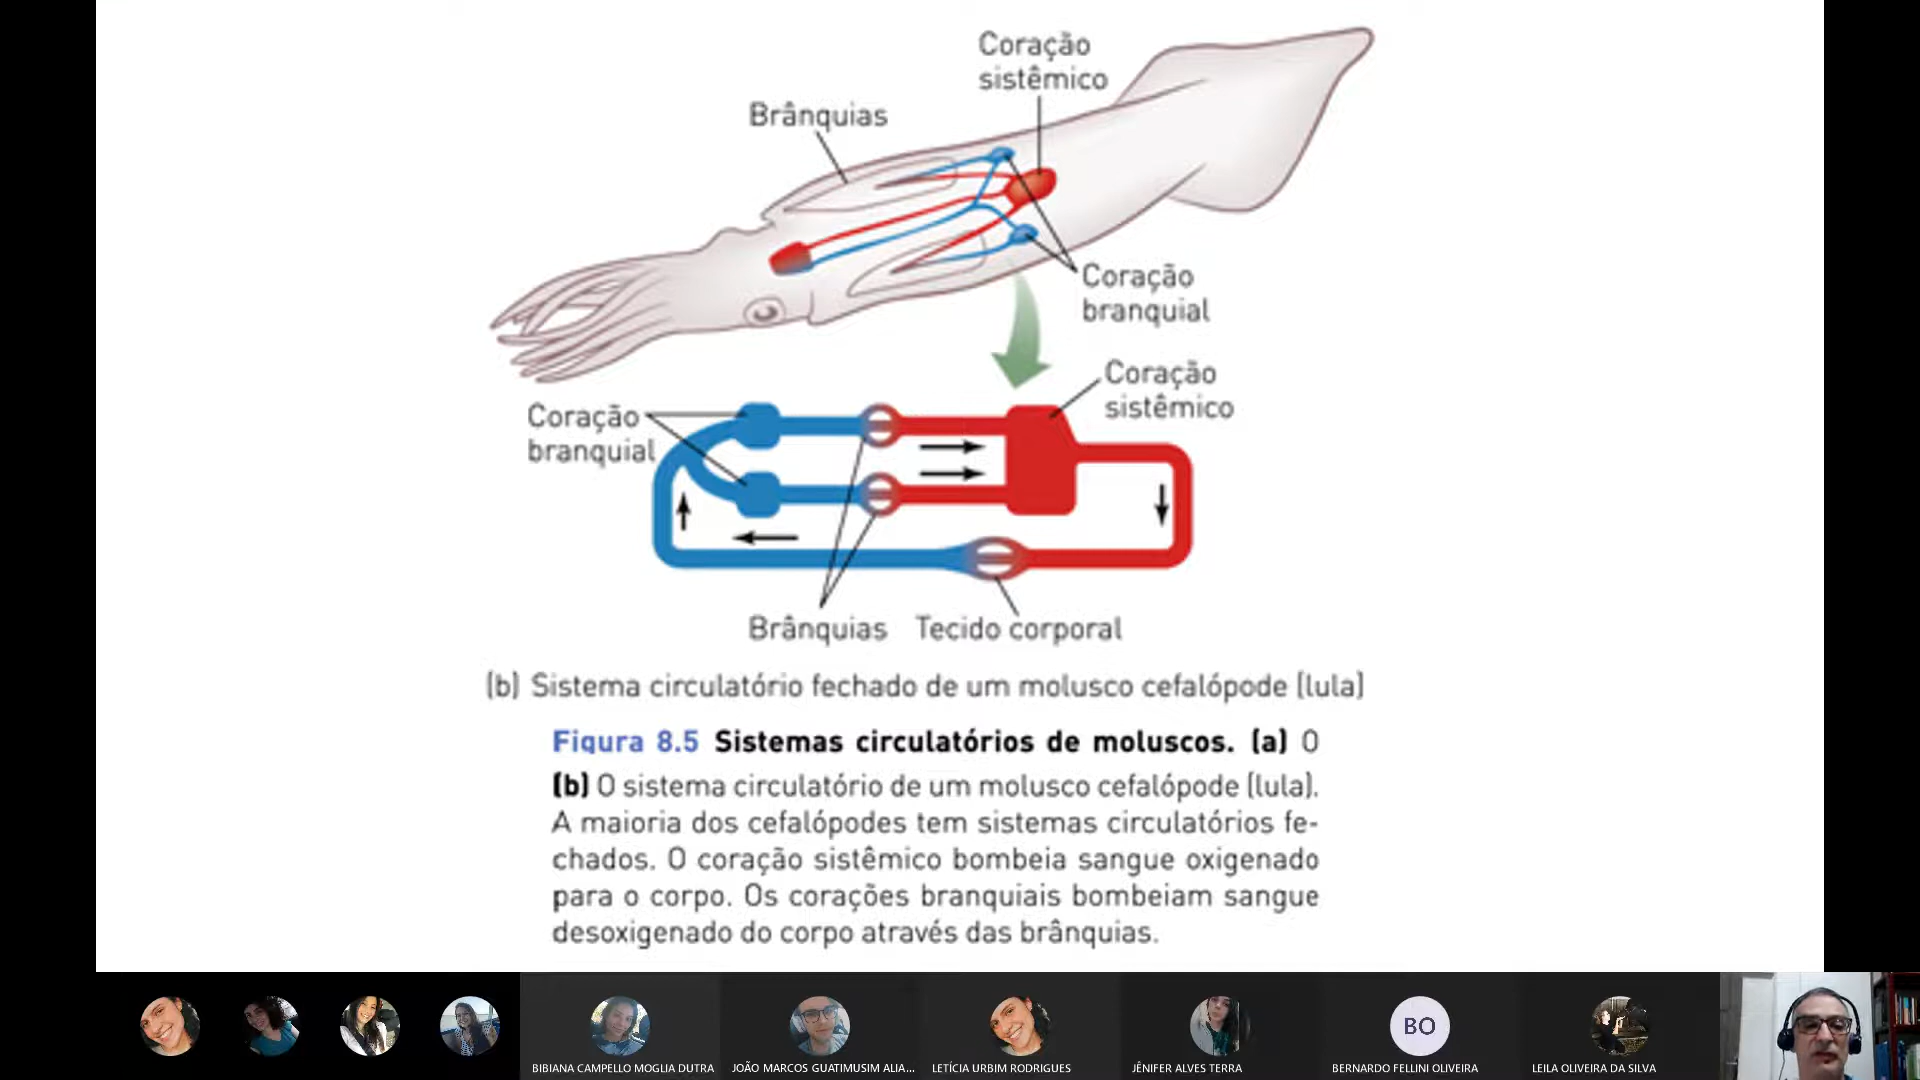 Coração
sistêmico
Brânquias
Coração
branquial
Coração
sistêmico
Coração
branquial
Brânquias
Tecido corporal
(b) Sistema circulatório fechado de um molusco cefalópode (lula)
Figura 8.5 Sistemas circulatórios de moluscos. (a) O
(b) O sistema circulatório de um molusco cefalópode (lula).
A maioria dos cefalópodes tem sistemas circulatórios fe-
chados. O coração sistêmico bombeia sangue oxigenado
para o corpo. Os corações branquiais bombeiam sangue
desoxigenado do corpo através das brânquias.
BO
BIBIANA CAMPELLO MOGLIA DUTRA
JOÃO MARCOS GUATIMUSIM ALIA...
LETÍCIA URBIM RODRIGUES
JÊNIFER ALVES TERRA
BERNARDO FELLINI OLIVEIRA
LEILA OLIVEIRA DA SILVA